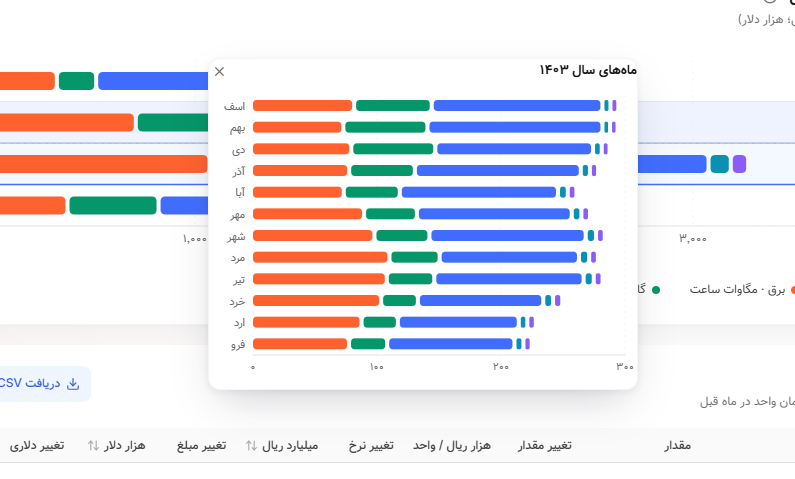 هزار دلار)
ماه‌های سال ۱۴۰۳
اسف
بهم
دی
آذر
آبا
مهر
شهر
مرد
تیر
خرد
ارد
فرو
۰
۱۰۰
۲۰۰
۳۰۰
۱,۰۰۰
۳,۰۰۰
برق · مگاوات ساعت
دریافت CSV
مان واحد در ماه قبل
مقدار
تغییر مقدار
هزار ریال / واحد
تغییر نرخ
میلیارد ریال
تغییر مبلغ
هزار دلار
تغییر دلاری